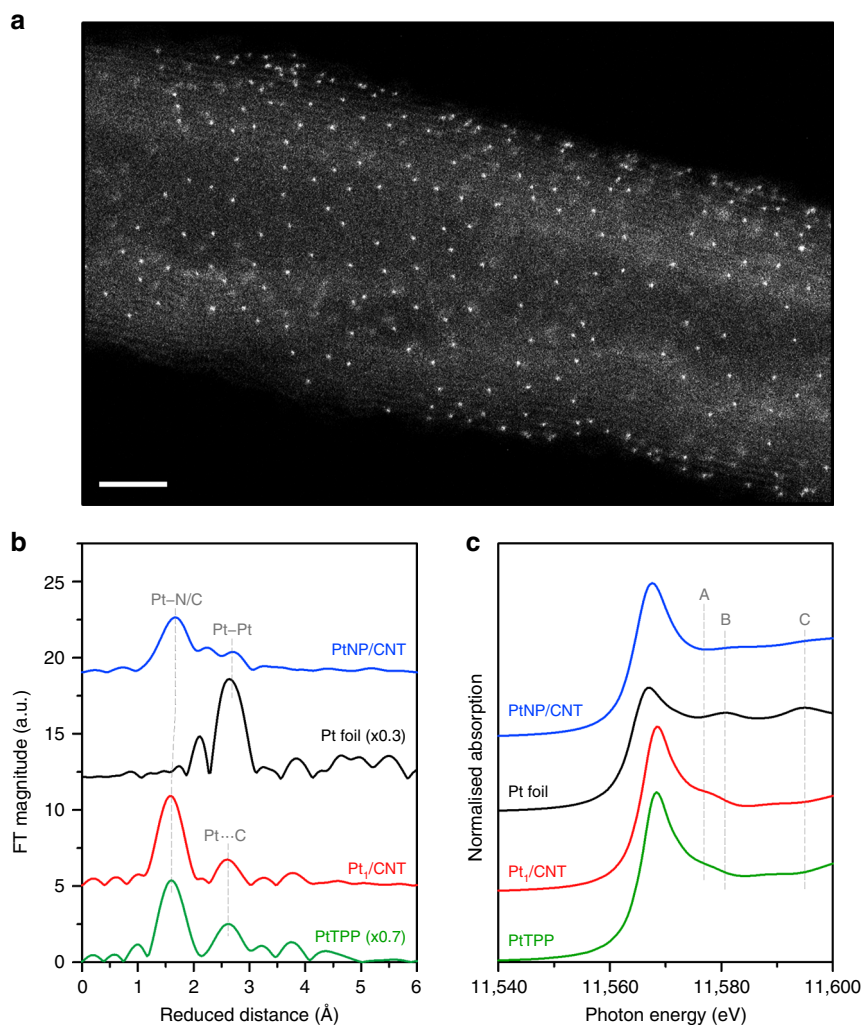 a
b
25
20
15
10
5
0
FT magnitude (a.u.)
Pt–N/C
Pt–Pt
PtNP/CNT
Pt foil (x0.3)
Pt···C
Pt₁/CNT
PtTPP (x0.7)
0 1 2 3 4 5 6
Reduced distance (Å)
c
Normalised absorption
A
B
C
PtNP/CNT
Pt foil
Pt₁/CNT
PtTPP
11,540 11,560 11,580 11,600
Photon energy (eV)